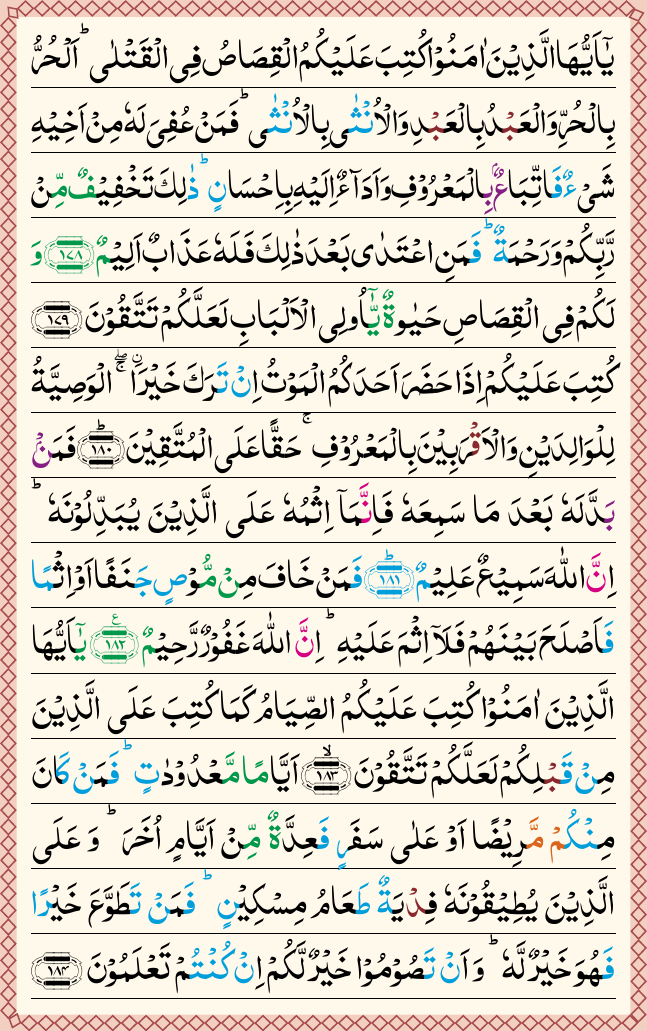 يٰٓاَيُّهَا الَّذِيْنَ اٰمَنُوْا كُتِبَ عَلَيْكُمُ الْقِصَاصُ فِى الْقَتْلٰى ؕ اَلْحُرُّ
بِالْحُرِّ وَالْعَبْدُ بِالْعَبْدِ وَالْاُنْثٰى بِالْاُنْثٰى ؕ فَمَنْ عُفِىَ لَهٗ مِنْ اَخِيْهِ
شَىْءٌ فَاتِّبَاعٌۢ بِالْمَعْرُوْفِ وَاَدَآءٌ اِلَيْهِ بِاِحْسَانٍ ؕ ذٰلِكَ تَخْفِيْفٌ مِّنْ
رَّبِّكُمْ وَرَحْمَةٌ ؕ فَمَنِ اعْتَدٰى بَعْدَ ذٰلِكَ فَلَهٗ عَذَابٌ اَلِيْمٌ ﴿۱۷۸﴾ وَ
لَكُمْ فِى الْقِصَاصِ حَيٰوةٌ يّٰٓاُولِى الْاَلْبَابِ لَعَلَّكُمْ تَتَّقُوْنَ ﴿۱۷۹﴾
كُتِبَ عَلَيْكُمْ اِذَا حَضَرَ اَحَدَكُمُ الْمَوْتُ اِنْ تَرَكَ خَيْرَا ۖۚ اۨلْوَصِيَّةُ
لِلْوَالِدَيْنِ وَالْاَقْرَبِيْنَ بِالْمَعْرُوْفِ ۚ حَقًّا عَلَى الْمُتَّقِيْنَ ؕ﴿۱۸۰﴾ فَمَنْۢ
بَدَّلَهٗ بَعْدَ مَا سَمِعَهٗ فَاِنَّمَآ اِثْمُهٗ عَلَى الَّذِيْنَ يُبَدِّلُوْنَهٗ ؕ
اِنَّ اللّٰهَ سَمِيْعٌ عَلِيْمٌ ؕ﴿۱۸۱﴾ فَمَنْ خَافَ مِنْ مُّوْصٍ جَنَفًا اَوْ اِثْمًا
فَاَصْلَحَ بَيْنَهُمْ فَلَآ اِثْمَ عَلَيْهِ ؕ اِنَّ اللّٰهَ غَفُوْرٌ رَّحِيْمٌ ﴿۱۸۲﴾ ع يٰٓاَيُّهَا
الَّذِيْنَ اٰمَنُوْا كُتِبَ عَلَيْكُمُ الصِّيَامُ كَمَا كُتِبَ عَلَى الَّذِيْنَ
مِنْ قَبْلِكُمْ لَعَلَّكُمْ تَتَّقُوْنَ ۙ﴿۱۸۳﴾ اَيَّامًا مَّعْدُوْدٰتٍ ؕ فَمَنْ كَانَ
مِنْكُمْ مَّرِيْضًا اَوْ عَلٰى سَفَرٍ فَعِدَّةٌ مِّنْ اَيَّامٍ اُخَرَ ؕ وَعَلَى
الَّذِيْنَ يُطِيْقُوْنَهٗ فِدْيَةٌ طَعَامُ مِسْكِيْنٍ ؕ فَمَنْ تَطَوَّعَ خَيْرًا
فَهُوَ خَيْرٌ لَّهٗ ؕ وَاَنْ تَصُوْمُوْا خَيْرٌ لَّكُمْ اِنْ كُنْتُمْ تَعْلَمُوْنَ ﴿۱۸۴﴾